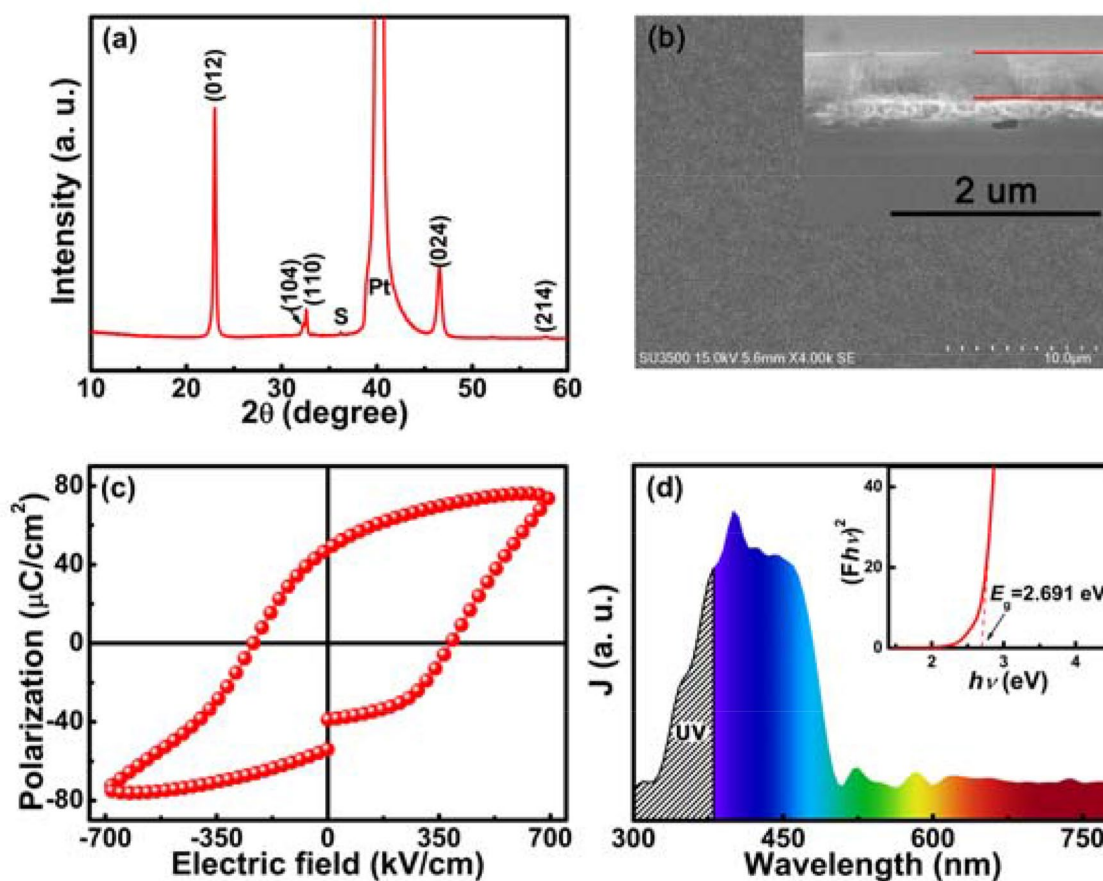 (a)
(012)
(104)
(110)
S
Pt
(024)
(214)
Intensity (a. u.)
10 20 30 40 50 60
2θ (degree)
(b)
2 um
SU3500 15.0kV 5.6mm X4.00k SE
10.0μm
(c)
80
40
0
-40
-80
Polarization (μC/cm²)
-700 -350 0 350 700
Electric field (kV/cm)
(d)
J (a. u.)
UV
300 450 600 750
Wavelength (nm)
(Fhν)²
40
20
0
E_g=2.691 eV
2 3 4
hν (eV)